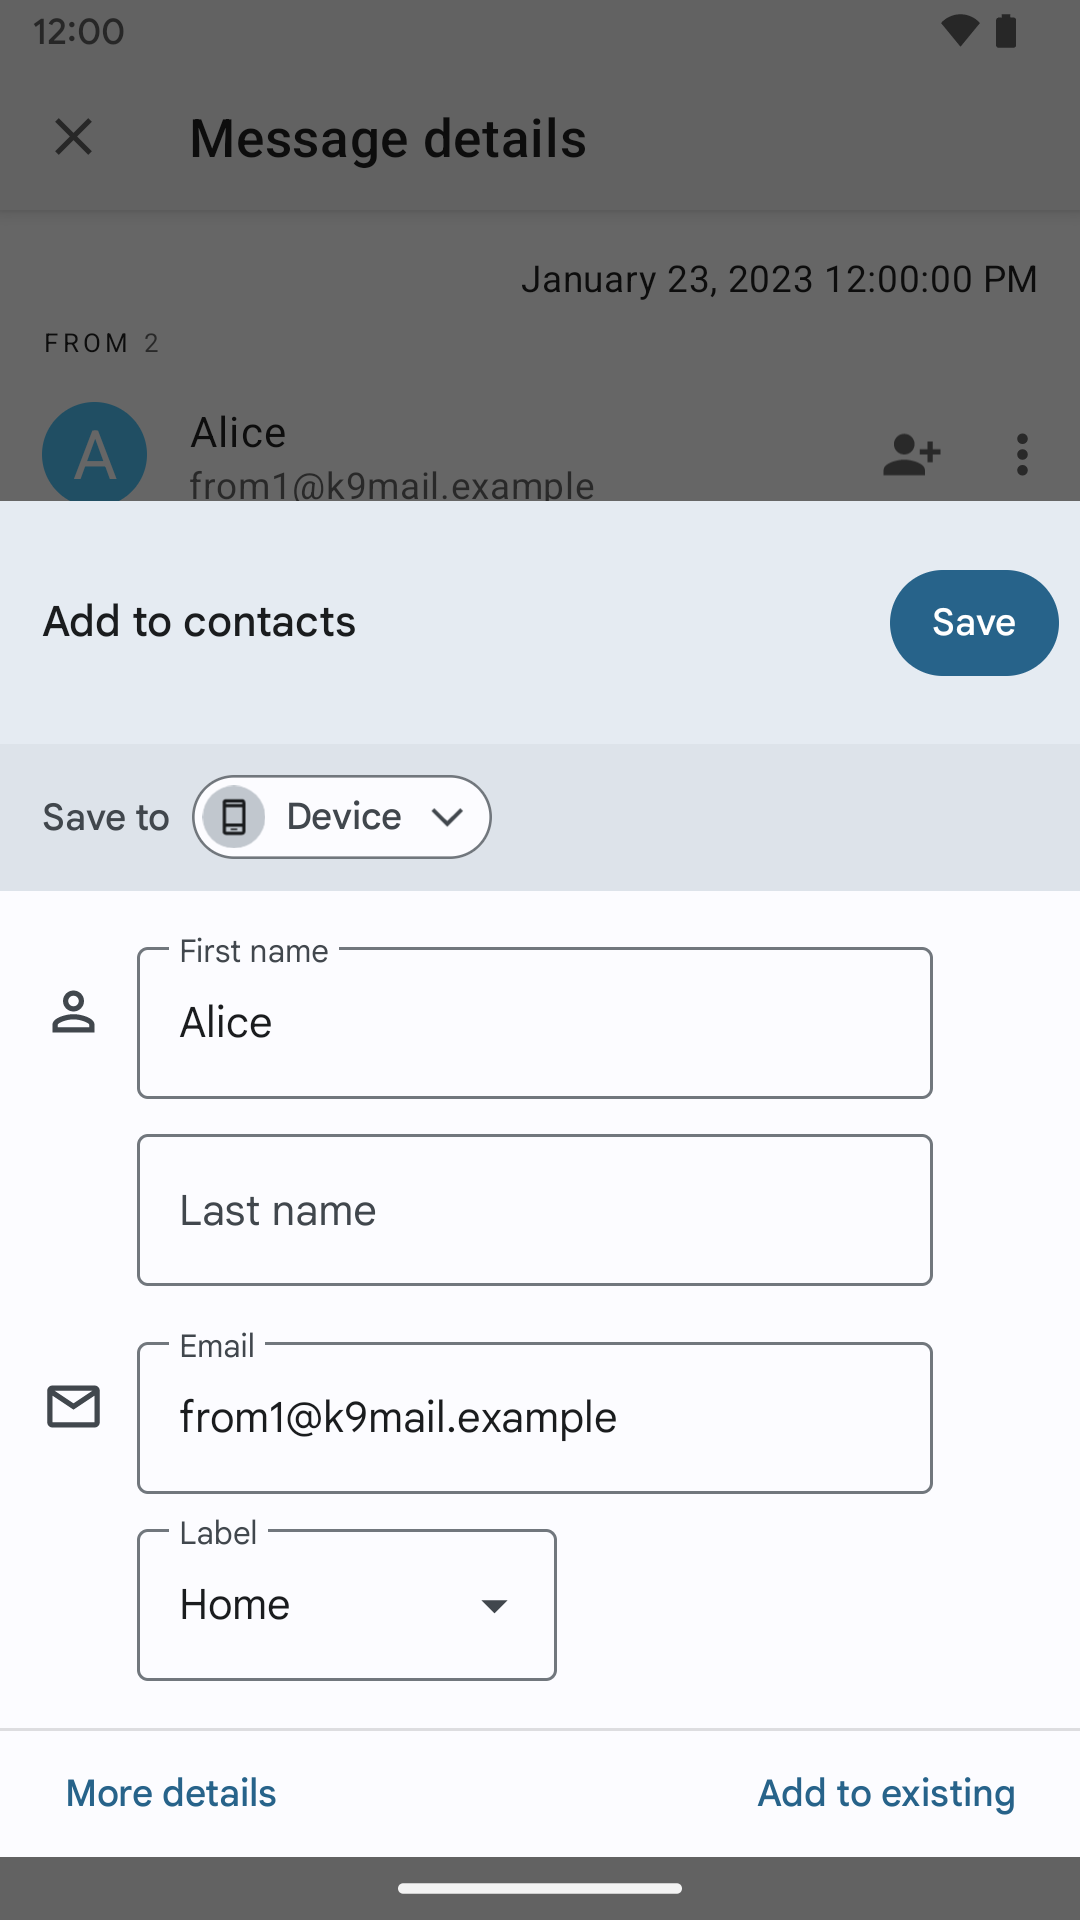 12:00
Message details
January 23, 2023 12:00:00 PM
FROM 2
A
Alice
from1@k9mail.example
Add to contacts
Save
Save to
Device
First name
Alice
Last name
Email
from1@k9mail.example
Label
Home
More details
Add to existing